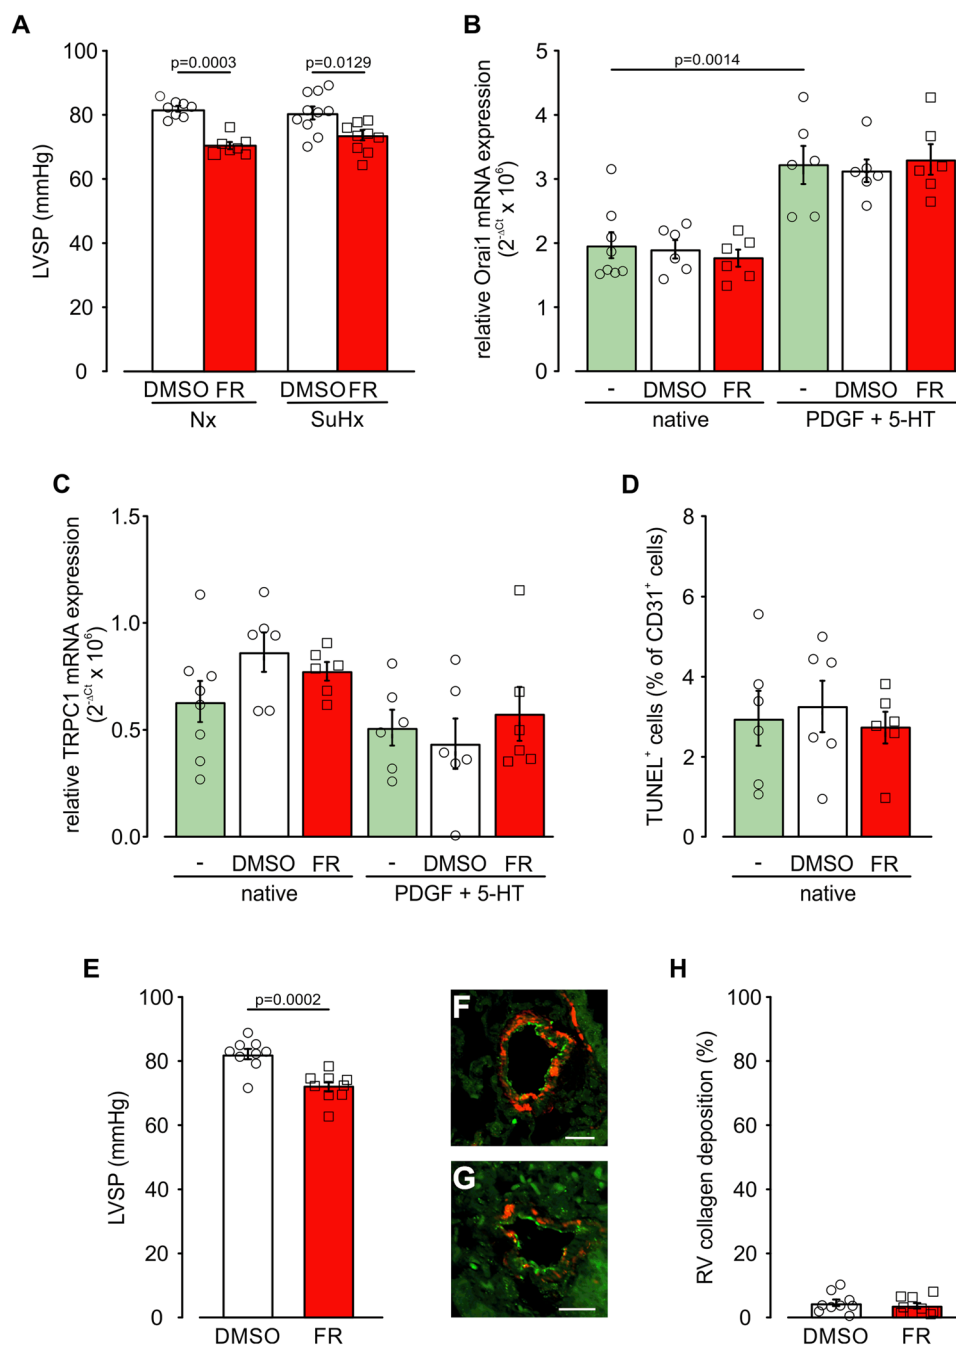 A
LVSP (mmHg)
100
80
60
40
20
0
p=0.0003
p=0.0129
DMSO FR DMSO FR
Nx SuHx
B
relative Orai1 mRNA expression
(2^-ΔCt x 10^6)
5
4
3
2
1
0
p=0.0014
- DMSO FR - DMSO FR
native PDGF + 5-HT
C
relative TRPC1 mRNA expression
(2^-ΔCt x 10^6)
1.5
1.0
0.5
0.0
- DMSO FR - DMSO FR
native PDGF + 5-HT
D
TUNEL⁺ cells (% of CD31⁺ cells)
8
6
4
2
0
- DMSO FR
native
E
LVSP (mmHg)
100
80
60
40
20
0
p=0.0002
DMSO FR
F
G
H
RV collagen deposition (%)
100
80
60
40
20
0
DMSO FR